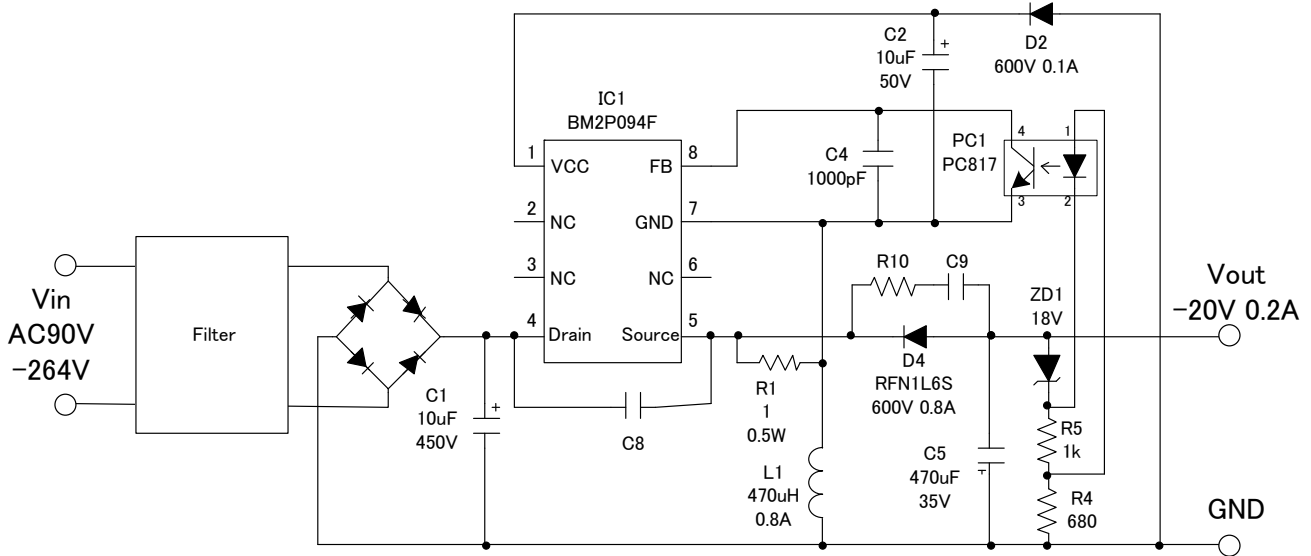 C2
10uF
50V
D2
600V 0.1A
IC1
BM2P094F
1
VCC
FB
8
2
NC
GND
7
3
NC
NC
6
4
Drain
Source
5
C4
1000pF
PC1
PC817
4
1
3
2
Vin
AC90V
-264V
Filter
C1
10uF
450V
+
+
C8
R1
1
0.5W
L1
470uH
0.8A
R10
C9
D4
RFN1L6S
600V 0.8A
C5
470uF
35V
+
ZD1
18V
R5
1k
R4
680
Vout
-20V 0.2A
GND